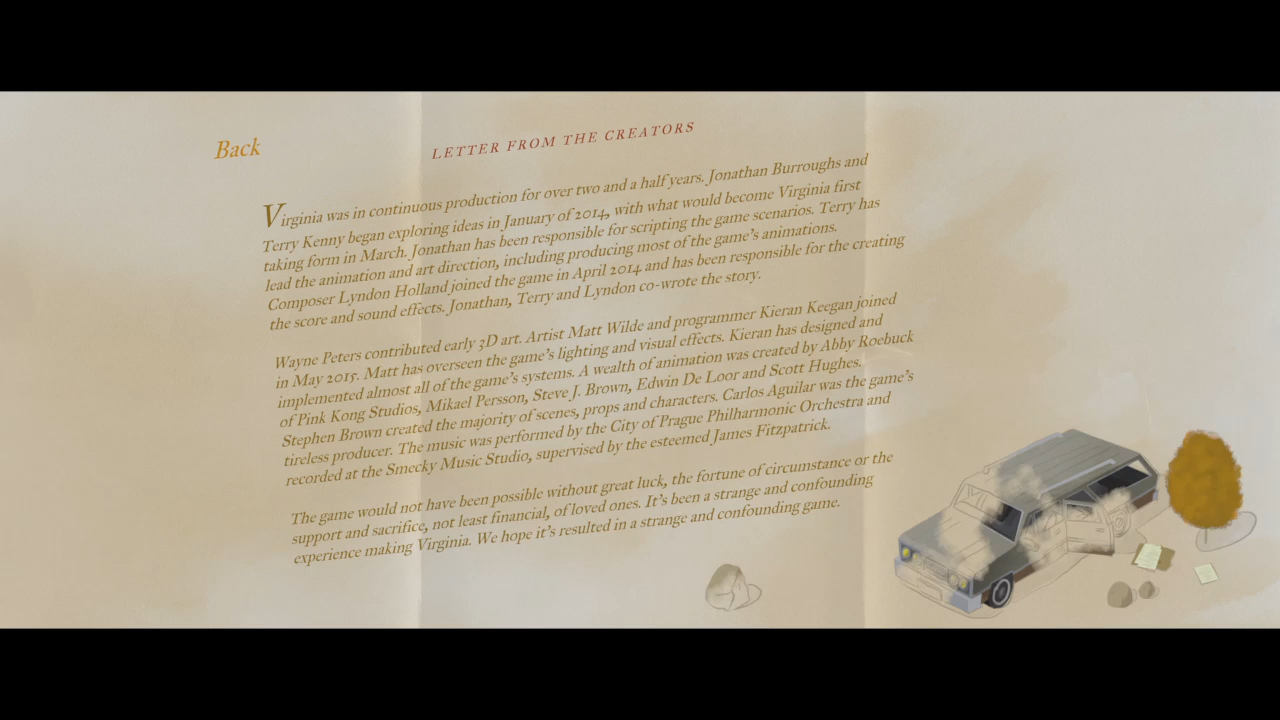 Back
LETTER FROM THE CREATORS
Virginia was in continuous production for over two and a half years. Jonathan Burroughs and
Terry Kenny began exploring ideas in January of 2014, with what would become Virginia first
taking form in March. Jonathan has been responsible for scripting the game scenarios. Terry has
lead the animation and art direction, including producing most of the game's animations.
Composer Lyndon Holland joined the game in April 2014 and has been responsible for the creating
the score and sound effects. Jonathan, Terry and Lyndon co-wrote the story.
Wayne Peters contributed early 3D art. Artist Matt Wilde and programmer Kieran Keegan joined
in May 2015. Matt has overseen the game's lighting and visual effects. Kieran has designed and
implemented almost all of the game's systems. A wealth of animation was created by Abby Roebuck
of Pink Kong Studios, Mikael Persson, Steve J. Brown, Edwin De Loor and Scott Hughes.
Stephen Brown created the majority of scenes, props and characters. Carlos Aguilar was the game's
tireless producer. The music was performed by the City of Prague Philharmonic Orchestra and
recorded at the Smecky Music Studio, supervised by the esteemed James Fitzpatrick.
The game would not have been possible without great luck, the fortune of circumstance or the
support and sacrifice, not least financial, of loved ones. It's been a strange and confounding
experience making Virginia. We hope it's resulted in a strange and confounding game.